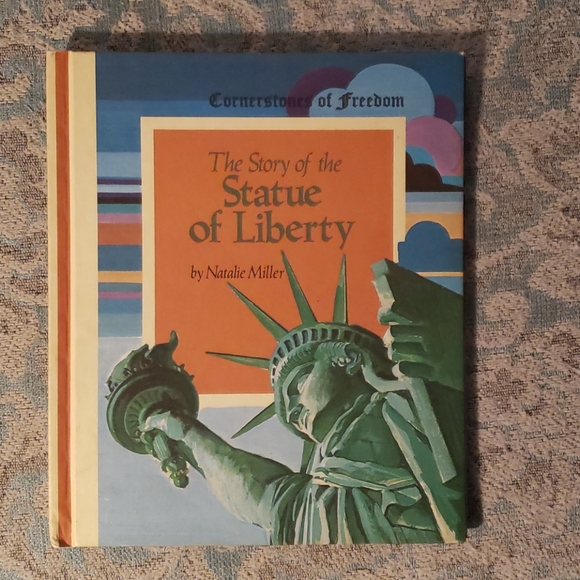 Cornerstones of Freedom
The Story of the
Statue
of Liberty
by Natalie Miller